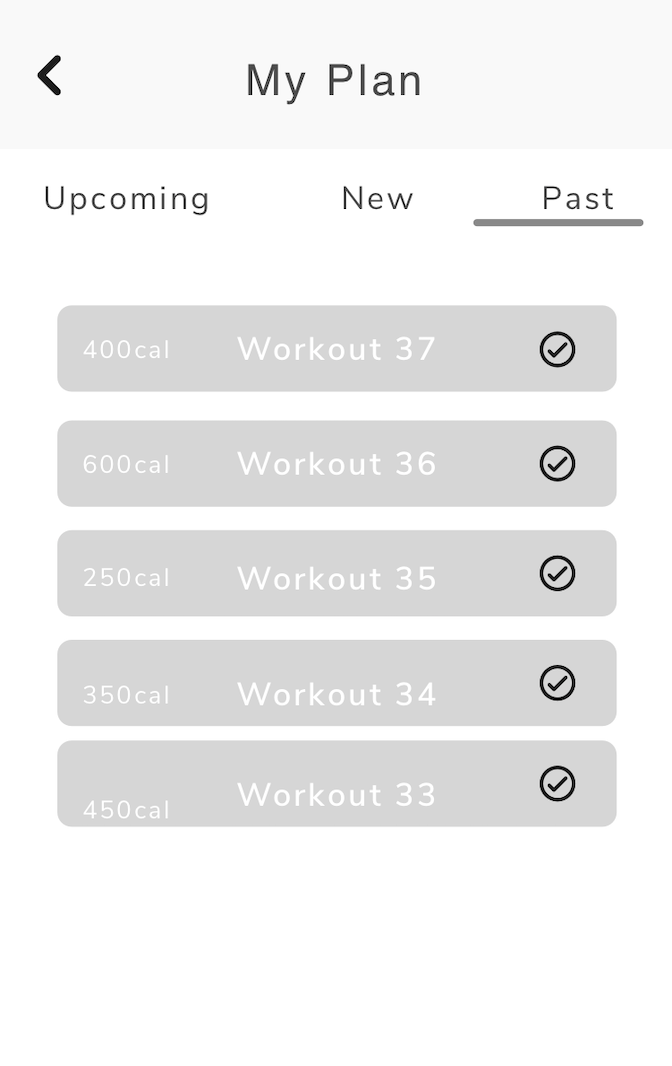 My Plan
Upcoming New Past
400cal Workout 37
600cal Workout 36
250cal Workout 35
350cal Workout 34
450cal Workout 33